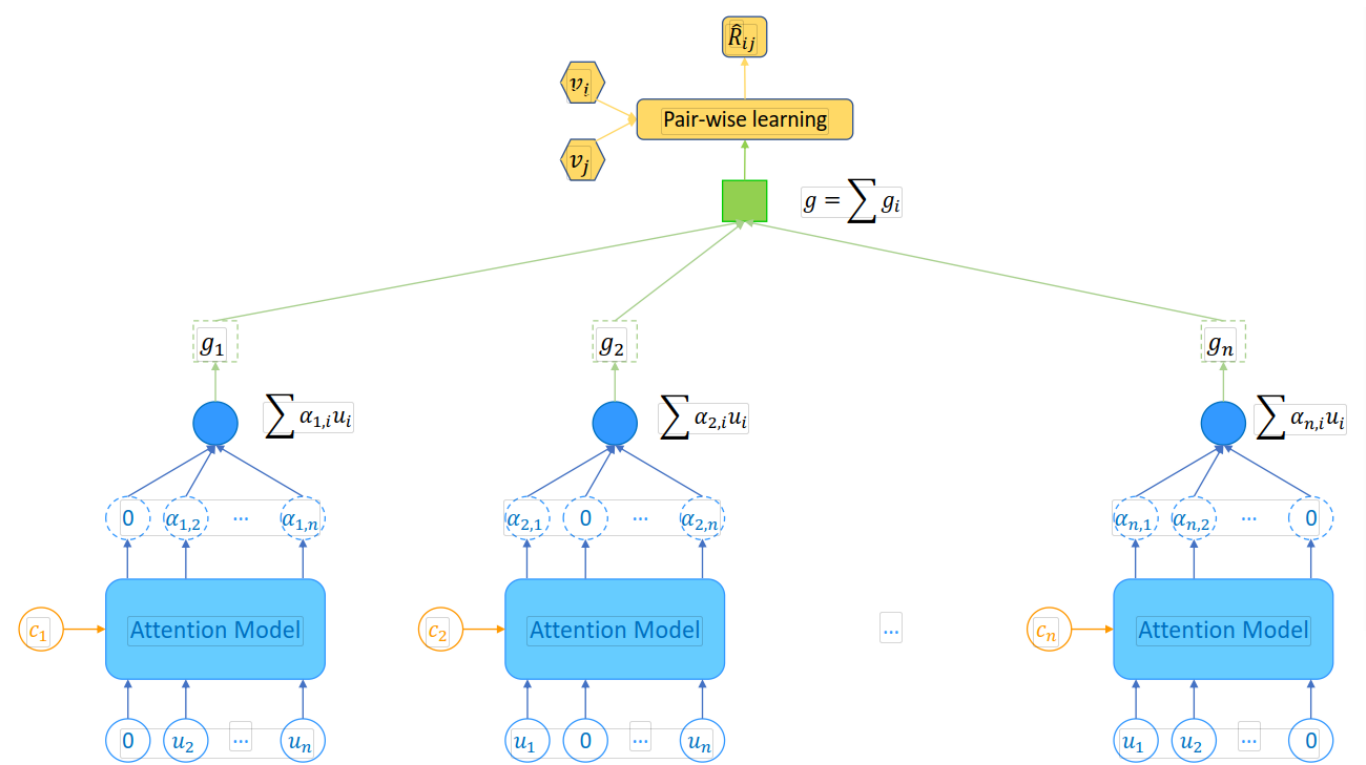 R̂ij
vi
Pair-wise learning
vj
g = ∑ gi
g1 g2 gn
∑ α1,i ui ∑ α2,i ui ∑ αn,i ui
0 α1,2 ... α1,n α2,1 0 ... α2,n αn,1 αn,2 ... 0
c1 Attention Model c2 Attention Model ... cn Attention Model
0 u2 ... un u1 0 ... un u1 u2 ... 0